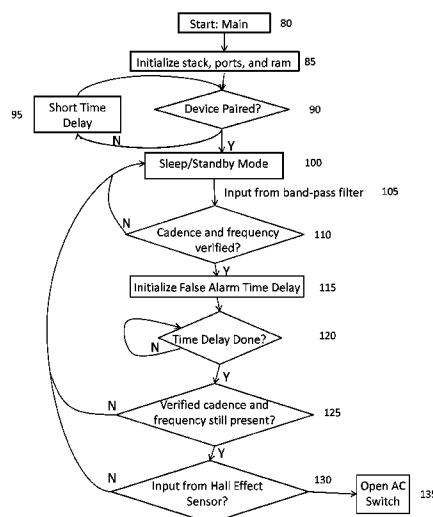 Start: Main 80
Initialize stack, ports, and ram 85
95 Short Time
Delay
Device Paired? 90
N
Y
Sleep/Standby Mode 100
Input from band-pass filter 105
N
Cadence and frequency
verified? 110
Y
Initialize False Alarm Time Delay 115
Time Delay Done? 120
N
Y
N
Verified cadence and
frequency still present? 125
Y
N
Input from Hall Effect
Sensor? 130
Open AC
Switch 135